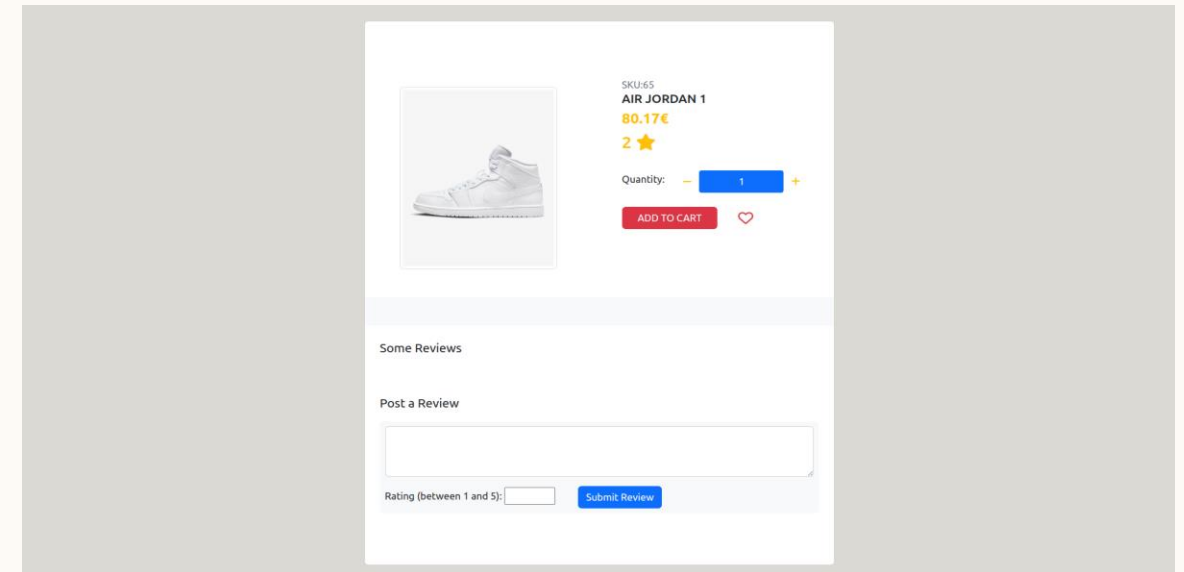 SKU:65
AIR JORDAN 1
80.17€
2
Quantity: − 1 +
ADD TO CART
Some Reviews
Post a Review
Rating (between 1 and 5):
Submit Review